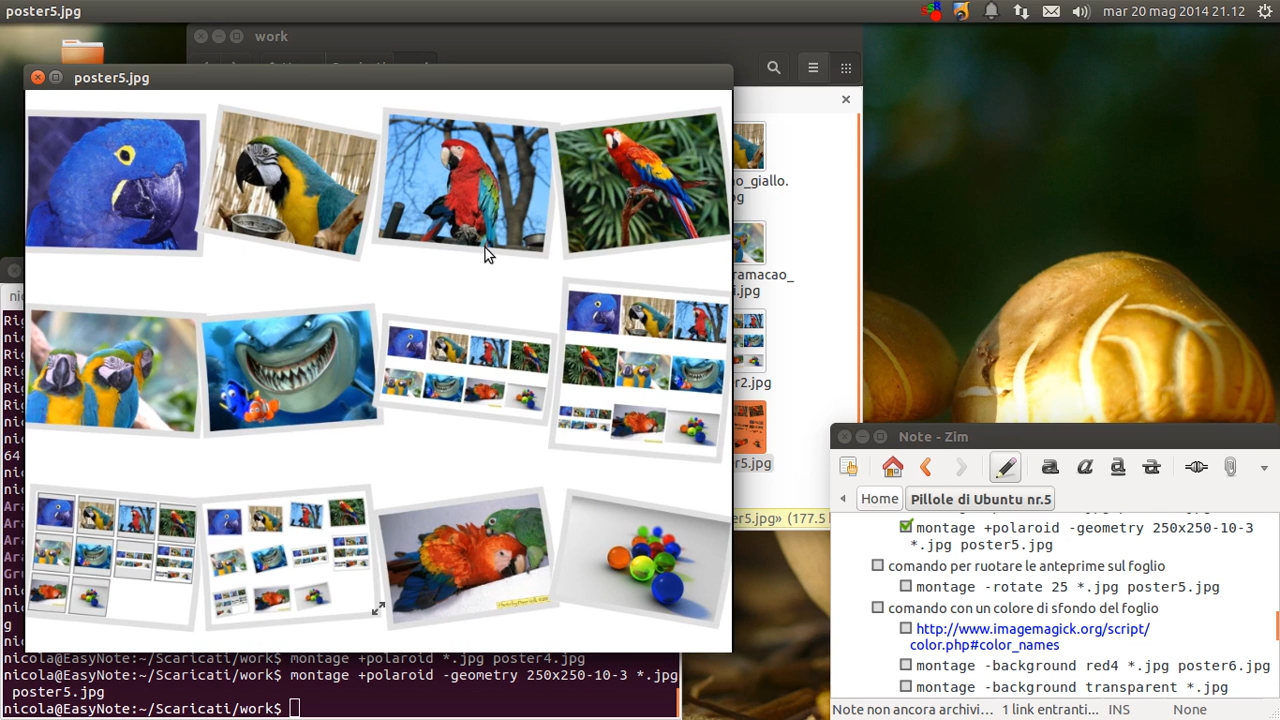 poster5.jpg
mar 20 mag 2014 21.12
work
poster5.jpg
o_giallo.
ramacao_
i.jpg
r2.jpg
r5.jpg
er5.jpg» (177.5
64
nicola@EasyNote:~/Scaricati/work$ montage +polaroid *.jpg poster4.jpg
nicola@EasyNote:~/Scaricati/work$ montage +polaroid -geometry 250x250-10-3 *.jpg
poster5.jpg
nicola@EasyNote:~/Scaricati/work$
Note - Zim
Home
Pillole di Ubuntu nr.5
montage +polaroid -geometry 250x250-10-3
*.jpg poster5.jpg
comando per ruotare le anteprime sul foglio
montage -rotate 25 *.jpg poster5.jpg
comando con un colore di sfondo del foglio
http://www.imagemagick.org/script/
color.php#color_names
montage -background red4 *.jpg poster6.jpg
montage -background transparent *.jpg
Note non ancora archivi... 1 link entranti... INS None